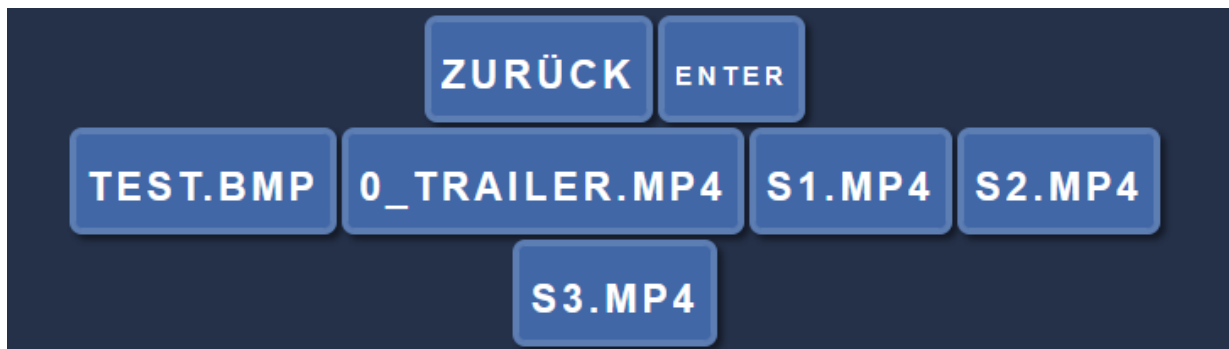 ZURÜCK ENTER
TEST.BMP 0_TRAILER.MP4 S1.MP4 S2.MP4
S3.MP4